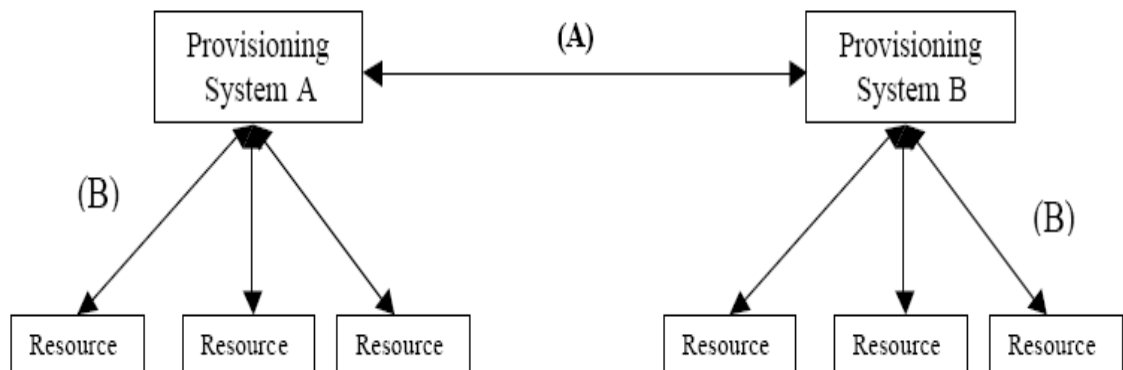 Provisioning
System A
(A)
Provisioning
System B
(B)
(B)
Resource
Resource
Resource
Resource
Resource
Resource